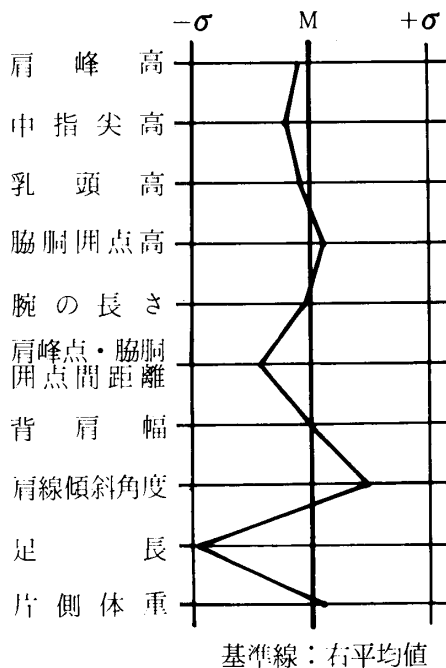 -σ M +σ
肩峰高
中指尖高
乳頭高
脇胴囲点高
腕の長さ
肩峰点・脇胴
囲点間距離
背肩幅
肩線傾斜角度
足長
片側体重
基準線：右平均値